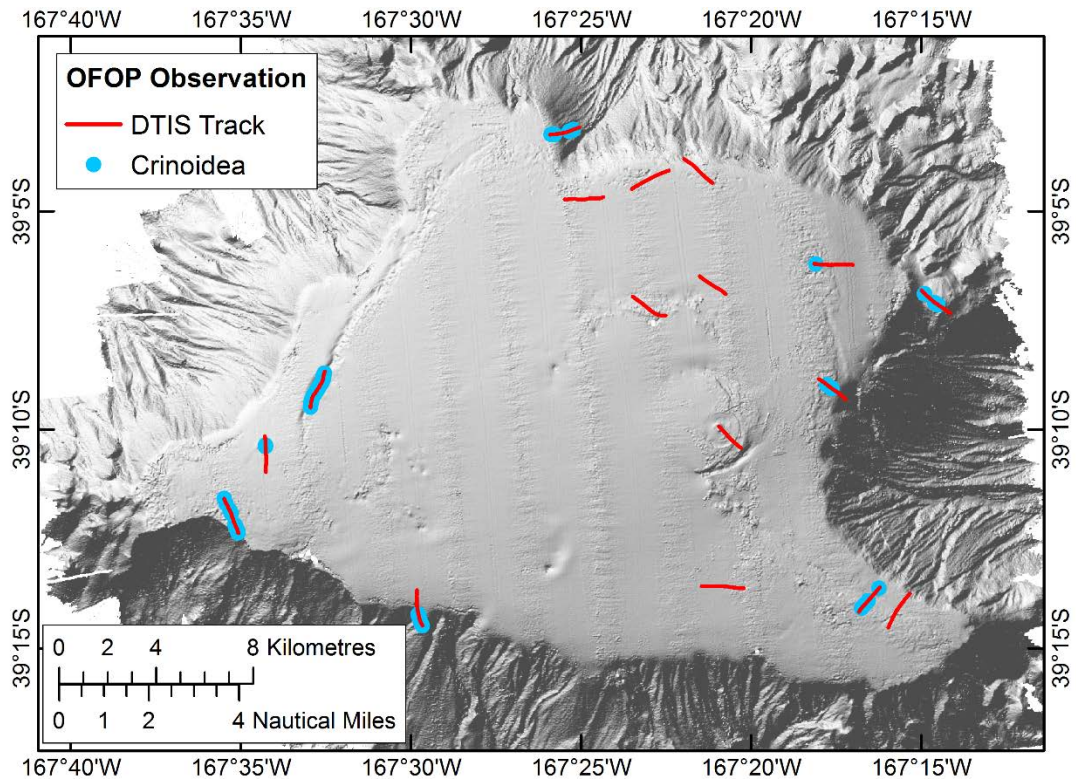 167°40'W 167°35'W 167°30'W 167°25'W 167°20'W 167°15'W
OFOP Observation
DTIS Track
Crinoidea
39°5'S 39°5'S
39°10'S 39°10'S
39°15'S 39°15'S
0 2 4 8 Kilometres
0 1 2 4 Nautical Miles
167°40'W 167°35'W 167°30'W 167°25'W 167°20'W 167°15'W